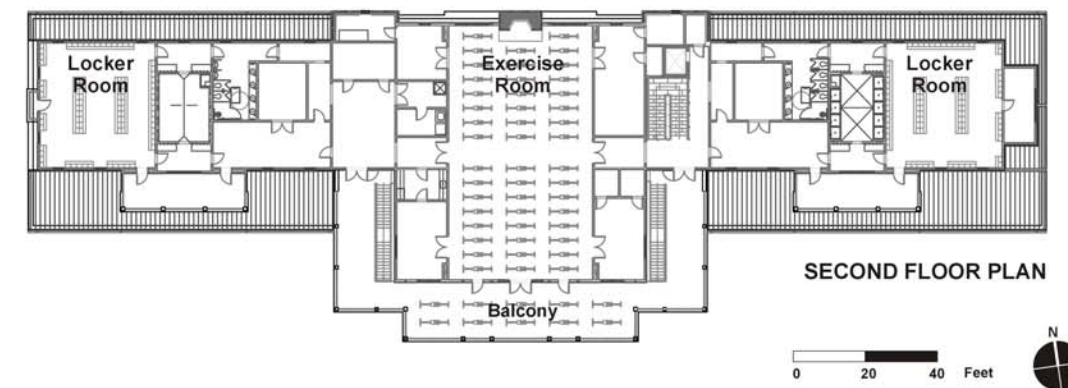 Locker
Room
Exercise
Room
Locker
Room
Balcony
SECOND FLOOR PLAN
N
0 20 40 Feet